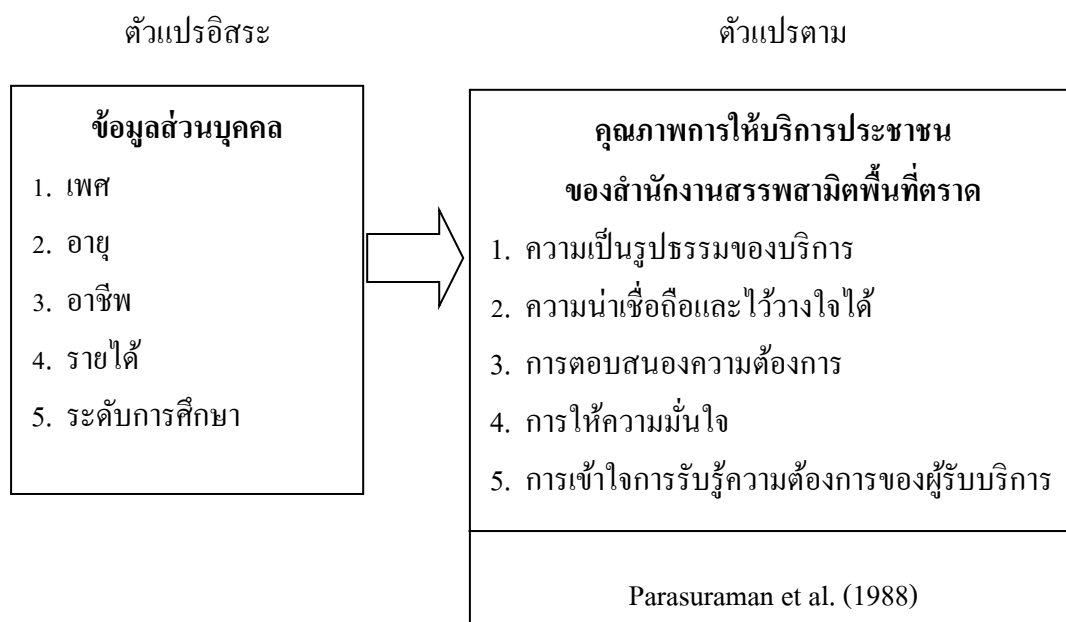 ตัวแปรอิสระ
ตัวแปรตาม
ข้อมูลส่วนบุคคล
1. เพศ
2. อายุ
3. อาชีพ
4. รายได้
5. ระดับการศึกษา
คุณภาพการให้บริการประชาชน
ของสำนักงานสรรพสามิตพื้นที่ตราด
1. ความเป็นรูปธรรมของบริการ
2. ความน่าเชื่อถือและไว้วางใจได้
3. การตอบสนองความต้องการ
4. การให้ความมั่นใจ
5. การเข้าใจการรับรู้ความต้องการของผู้รับบริการ
Parasuraman et al. (1988)